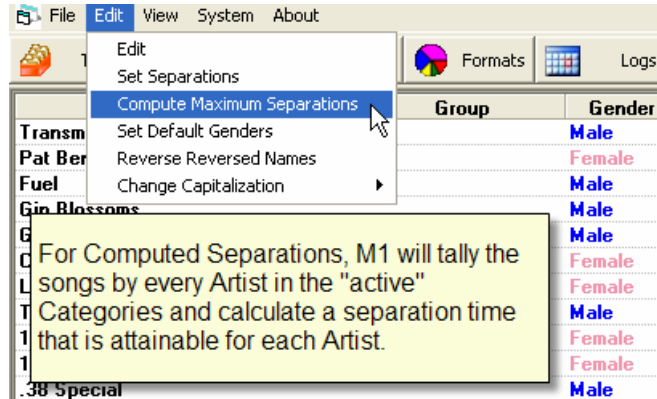 File Edit View System About
Edit
Set Separations
Compute Maximum Separations
Set Default Genders
Reverse Reversed Names
Change Capitalization
Formats Logs
Group Gender
Transm Male
Pat Ber Female
Fuel Male
Gin Blossoms Male
G Male
C Female
L Female
T Male
1 Female
1 Female
.38 Special Male
For Computed Separations, M1 will tally the
songs by every Artist in the "active"
Categories and calculate a separation time
that is attainable for each Artist.